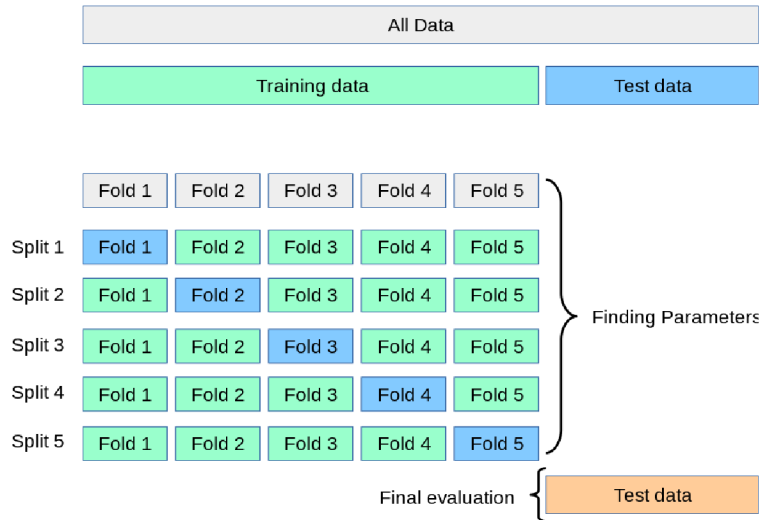 All Data
Training data Test data
Fold 1 Fold 2 Fold 3 Fold 4 Fold 5
Split 1 Fold 1 Fold 2 Fold 3 Fold 4 Fold 5
Split 2 Fold 1 Fold 2 Fold 3 Fold 4 Fold 5
Finding Parameters
Split 3 Fold 1 Fold 2 Fold 3 Fold 4 Fold 5
Split 4 Fold 1 Fold 2 Fold 3 Fold 4 Fold 5
Split 5 Fold 1 Fold 2 Fold 3 Fold 4 Fold 5
Final evaluation Test data